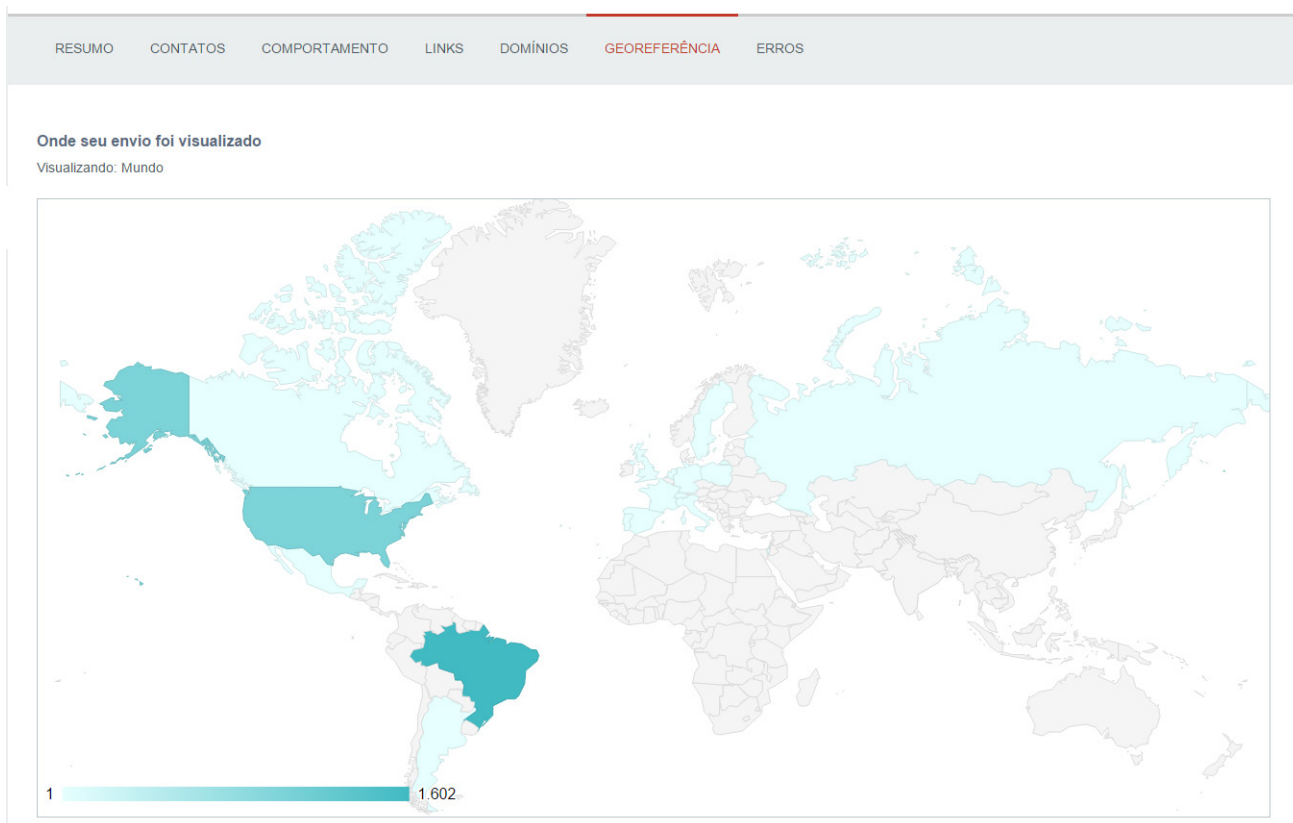 RESUMO CONTATOS COMPORTAMENTO LINKS DOMÍNIOS GEOREFERÊNCIA ERROS
Onde seu envio foi visualizado
Visualizando: Mundo
1 1.602